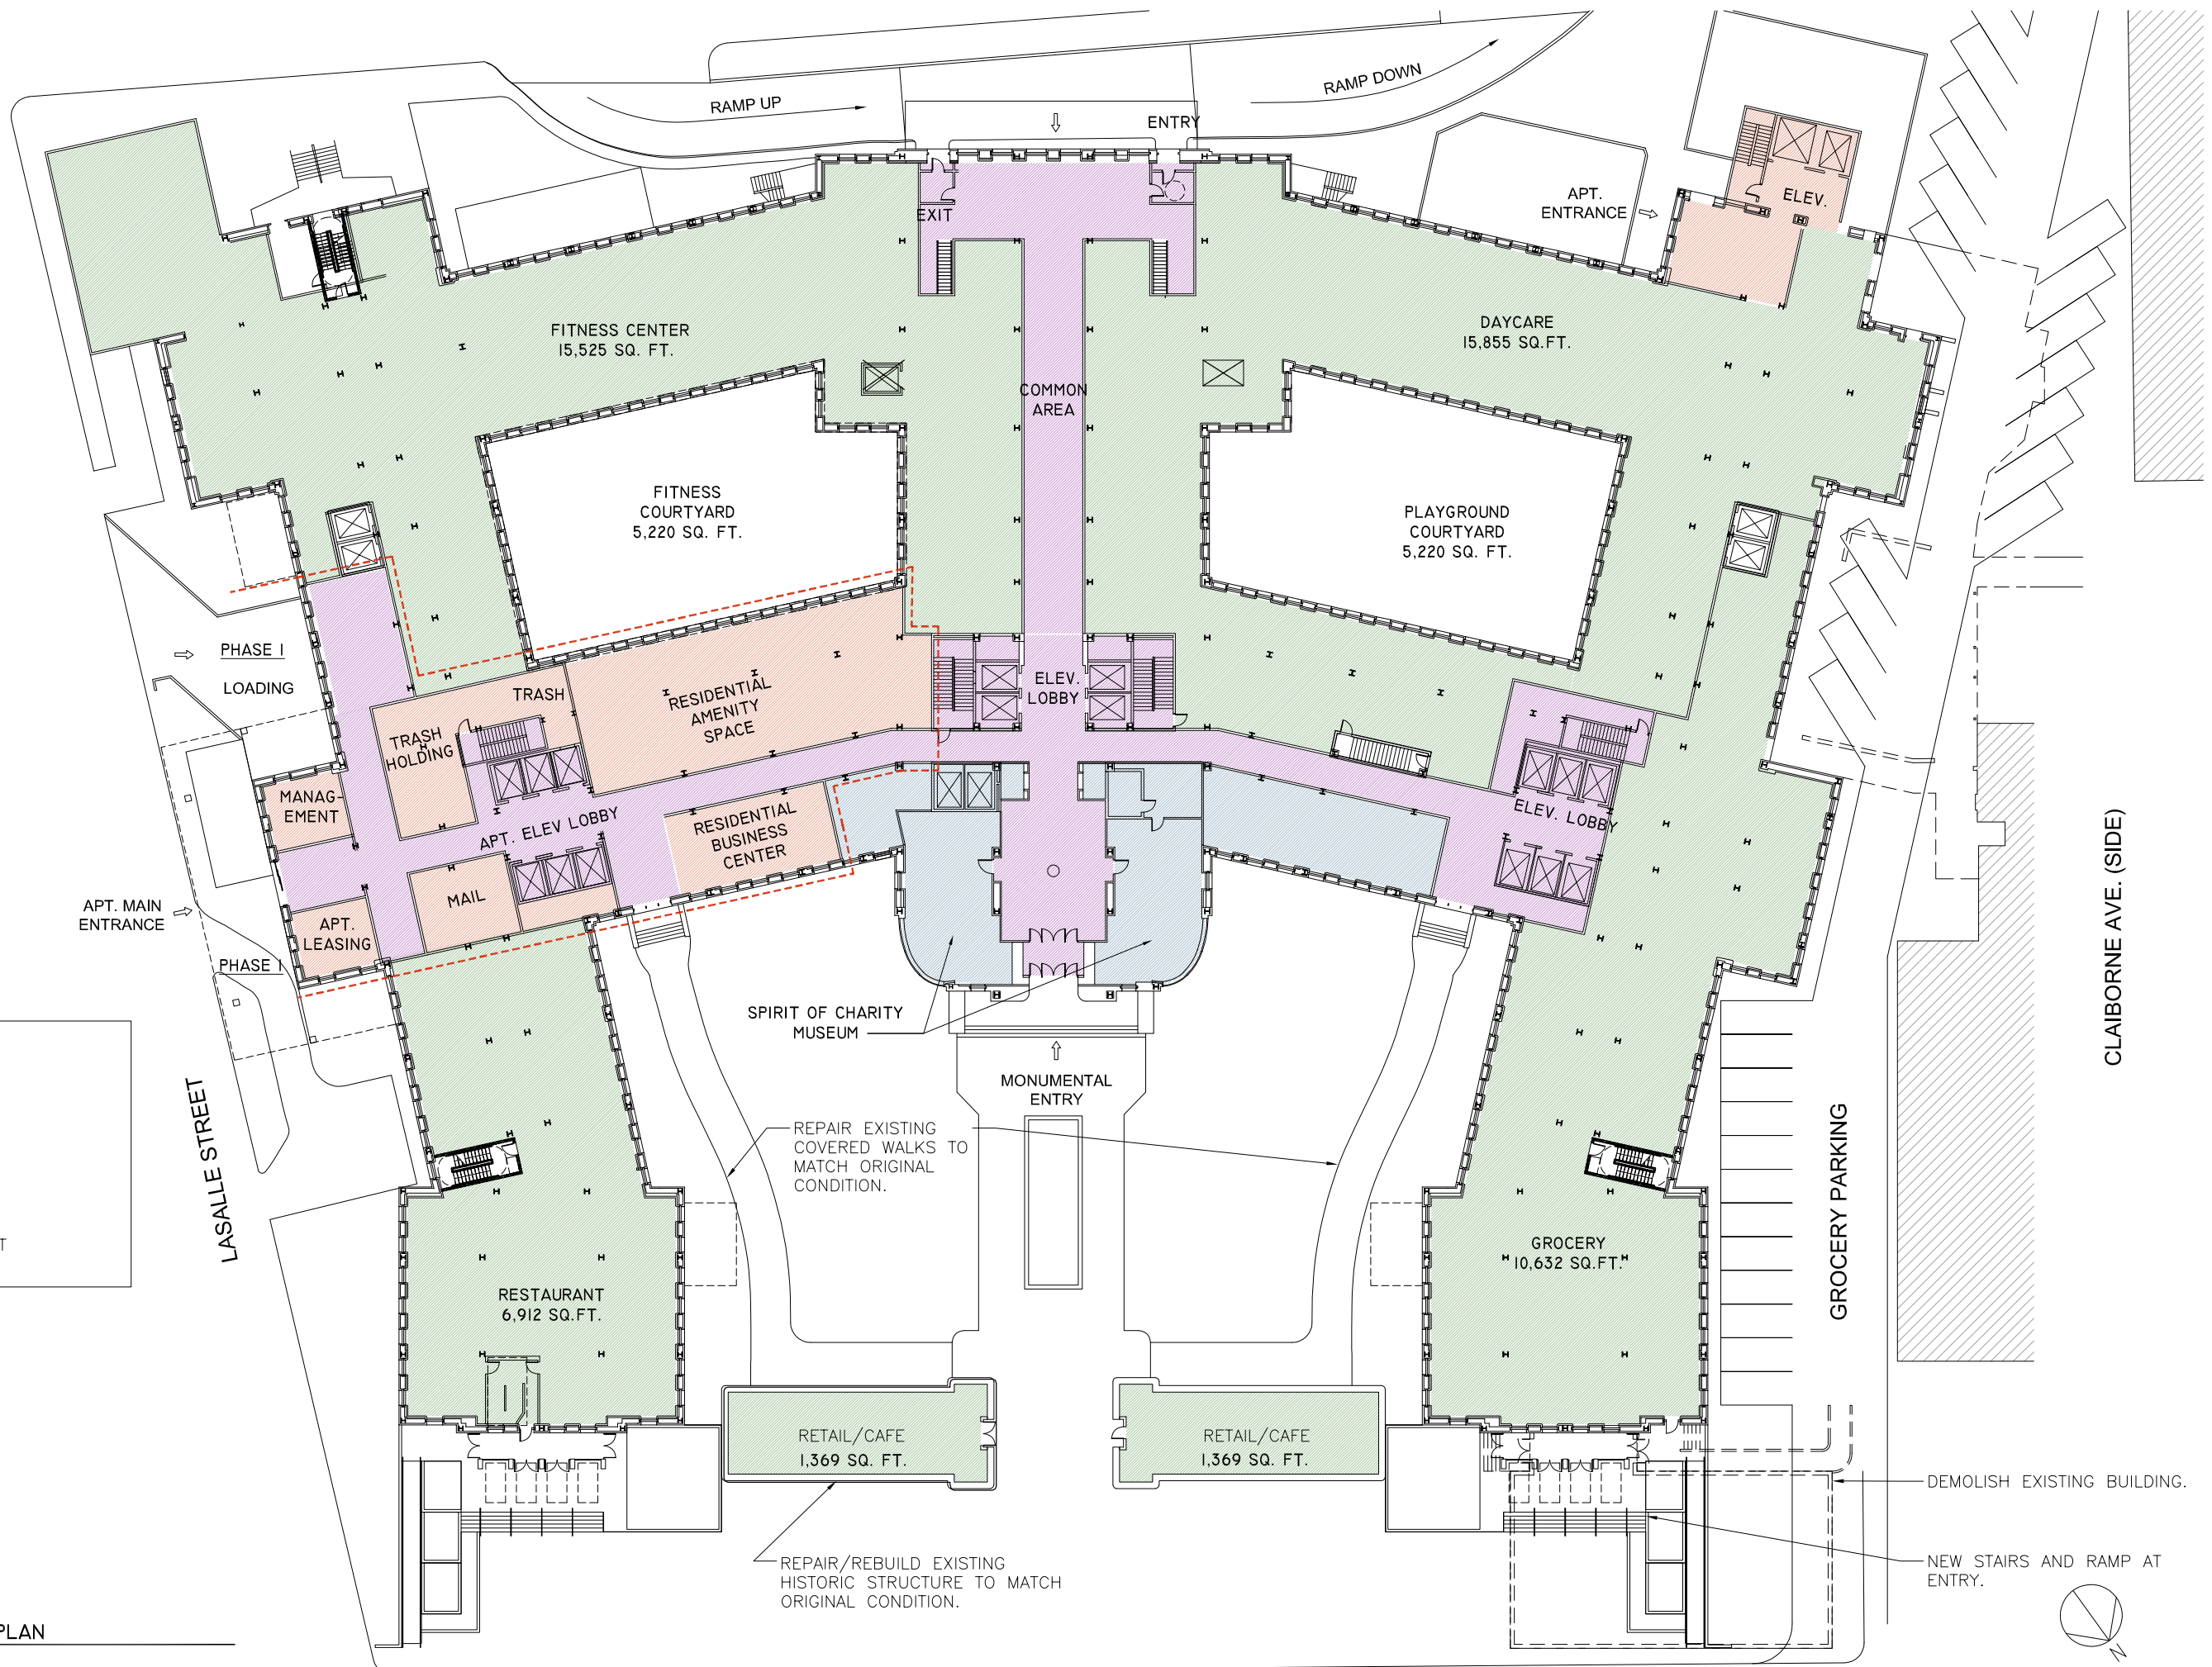 RAMP UP
RAMP DOWN
ENTRY
EXIT
APT.
ENTRANCE
ELEV.
FITNESS CENTER
15,525 SQ. FT.
DAYCARE
15,855 SQ.FT.
COMMON
AREA
FITNESS
COURTYARD
5,220 SQ. FT.
PLAYGROUND
COURTYARD
5,220 SQ. FT.
PHASE I
LOADING
TRASH
TRASH
HOLDING
RESIDENTIAL
AMENITY
SPACE
ELEV.
LOBBY
MANAG-
EMENT
APT. ELEV LOBBY
RESIDENTIAL
BUSINESS
CENTER
ELEV. LOBBY
MAIL
APT. MAIN
ENTRANCE
APT.
LEASING
PHASE I
SPIRIT OF CHARITY
MUSEUM
MONUMENTAL
ENTRY
REPAIR EXISTING
COVERED WALKS TO
MATCH ORIGINAL
CONDITION.
LASALLE STREET
CLAIBORNE AVE. (SIDE)
GROCERY PARKING
T
RESTAURANT
6,912 SQ.FT.
GROCERY
10,632 SQ.FT.
RETAIL/CAFE
1,369 SQ. FT.
RETAIL/CAFE
1,369 SQ. FT.
DEMOLISH EXISTING BUILDING.
REPAIR/REBUILD EXISTING
HISTORIC STRUCTURE TO MATCH
ORIGINAL CONDITION.
NEW STAIRS AND RAMP AT
ENTRY.
PLAN
N